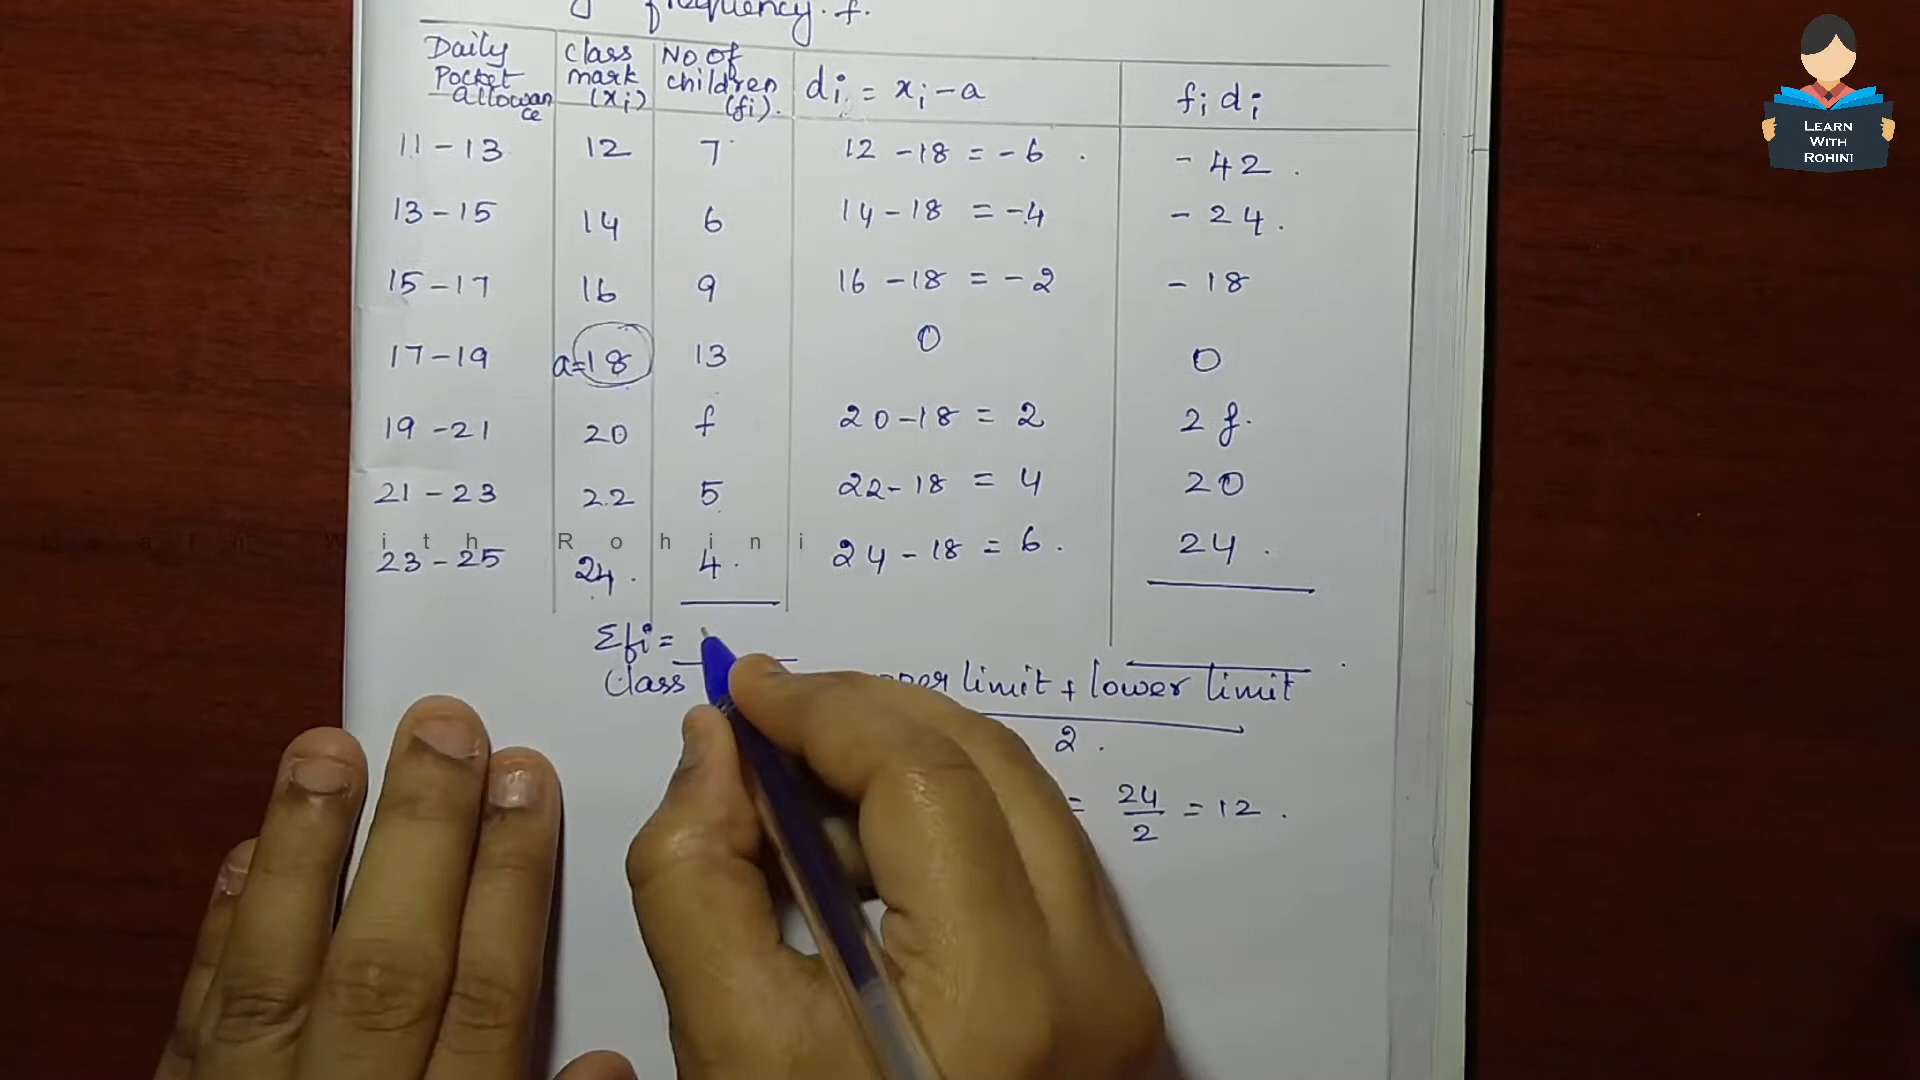 frequency. f.
Daily Pocket Allowance | Class mark (xi) | No of children (fi). | di = xi - a | fi di
11 - 13 | 12 | 7 | 12 - 18 = - 6 . | - 42 .
13 - 15 | 14 | 6 | 14 - 18 = - 4 | - 24 .
15 - 17 | 16 | 9 | 16 - 18 = - 2 | - 18
17 - 19 | a = 18 | 13 | 0 | 0
19 - 21 | 20 | f | 20 - 18 = 2 | 2 f .
21 - 23 | 22 | 5 | 22 - 18 = 4 | 20
23 - 25 | 24 . | 4 . | 24 - 18 = 6 . | 24 .
Σfi =
Class limit + lower limit
2 .
= 24/2 = 12 .
Learn With Rohini
LEARN
WITH
ROHINI